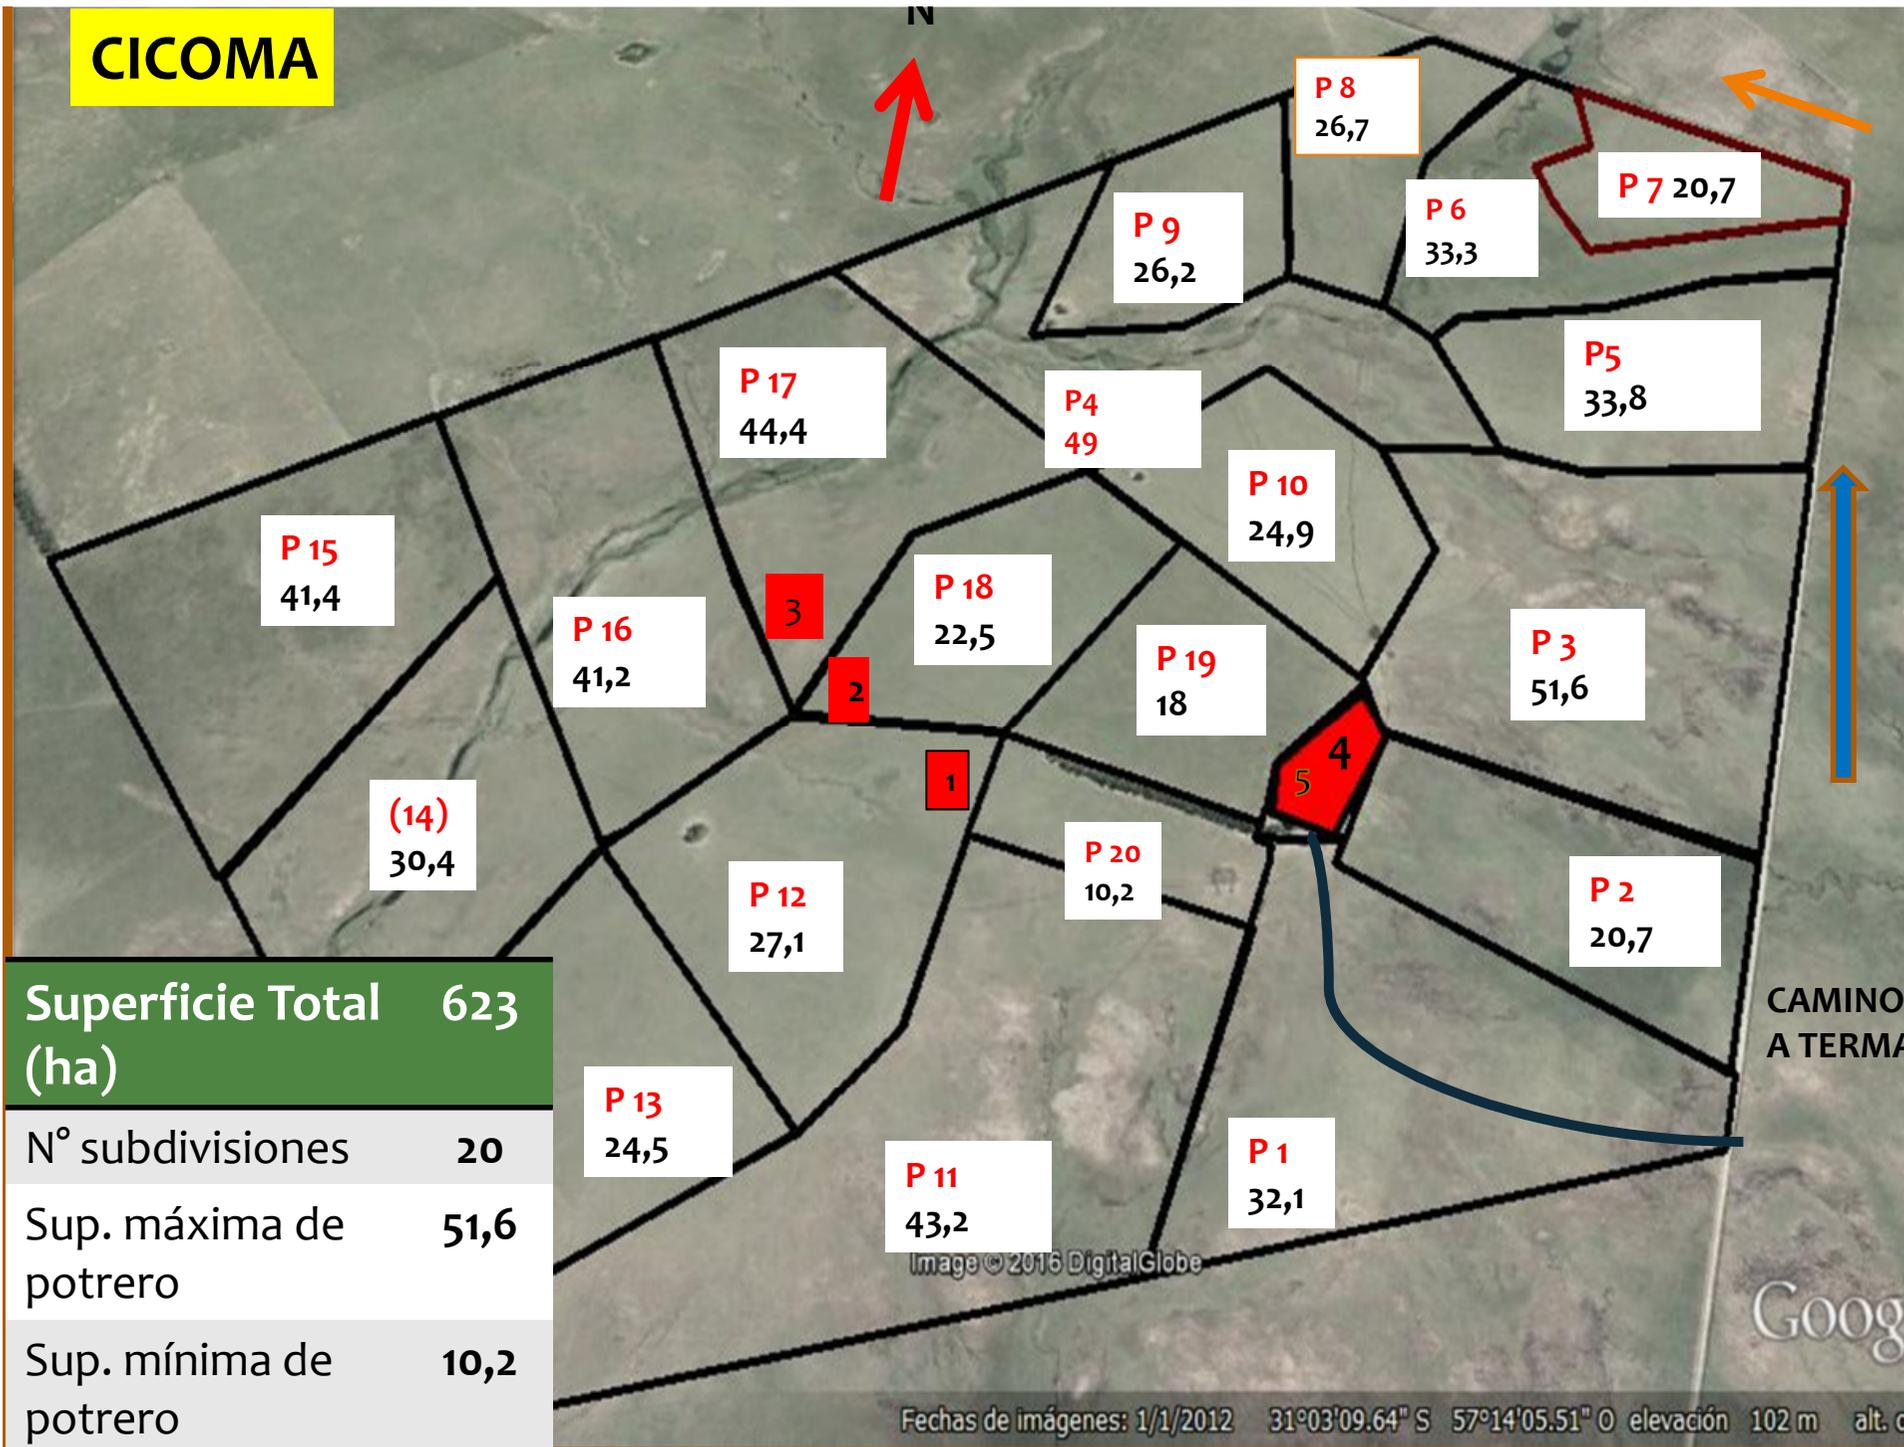 CICOMA
N
P 8
26,7
P 7 20,7
P 6
33,3
P 9
26,2
P5
33,8
P 17
44,4
P4
49
P 10
24,9
P 15
41,4
P 18
22,5
3
P 16
41,2
P 3
51,6
P 19
18
2
4
5
1
(14)
30,4
P 20
10,2
P 12
27,1
P 2
20,7
CAMINO
A TERMA
P 13
24,5
P 11
43,2
P 1
32,1
Superficie Total 623
(ha)
N° subdivisiones 20
Sup. máxima de 51,6
potrero
Sup. mínima de 10,2
potrero
Image © 2016 DigitalGlobe
Goog
Fechas de imágenes: 1/1/2012 31°03'09.64" S 57°14'05.51" O elevación 102 m alt.